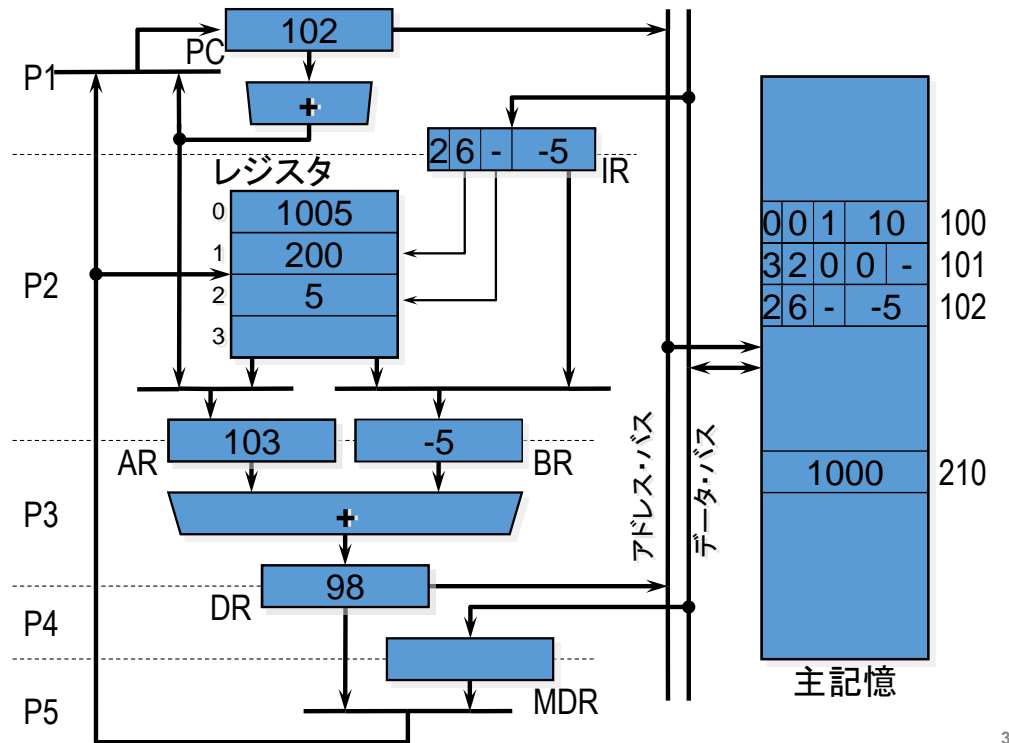 102
PC
P1
+
2 6 - -5
IR
レジスタ
0 1005
1 200
2 5
3
P2
0 0 1 10 100
3 2 0 0 - 101
2 6 - -5 102
103
AR
-5
BR
アドレス・バス
データ・バス
1000 210
P3
+
98
DR
P4
MDR
主記憶
P5
3